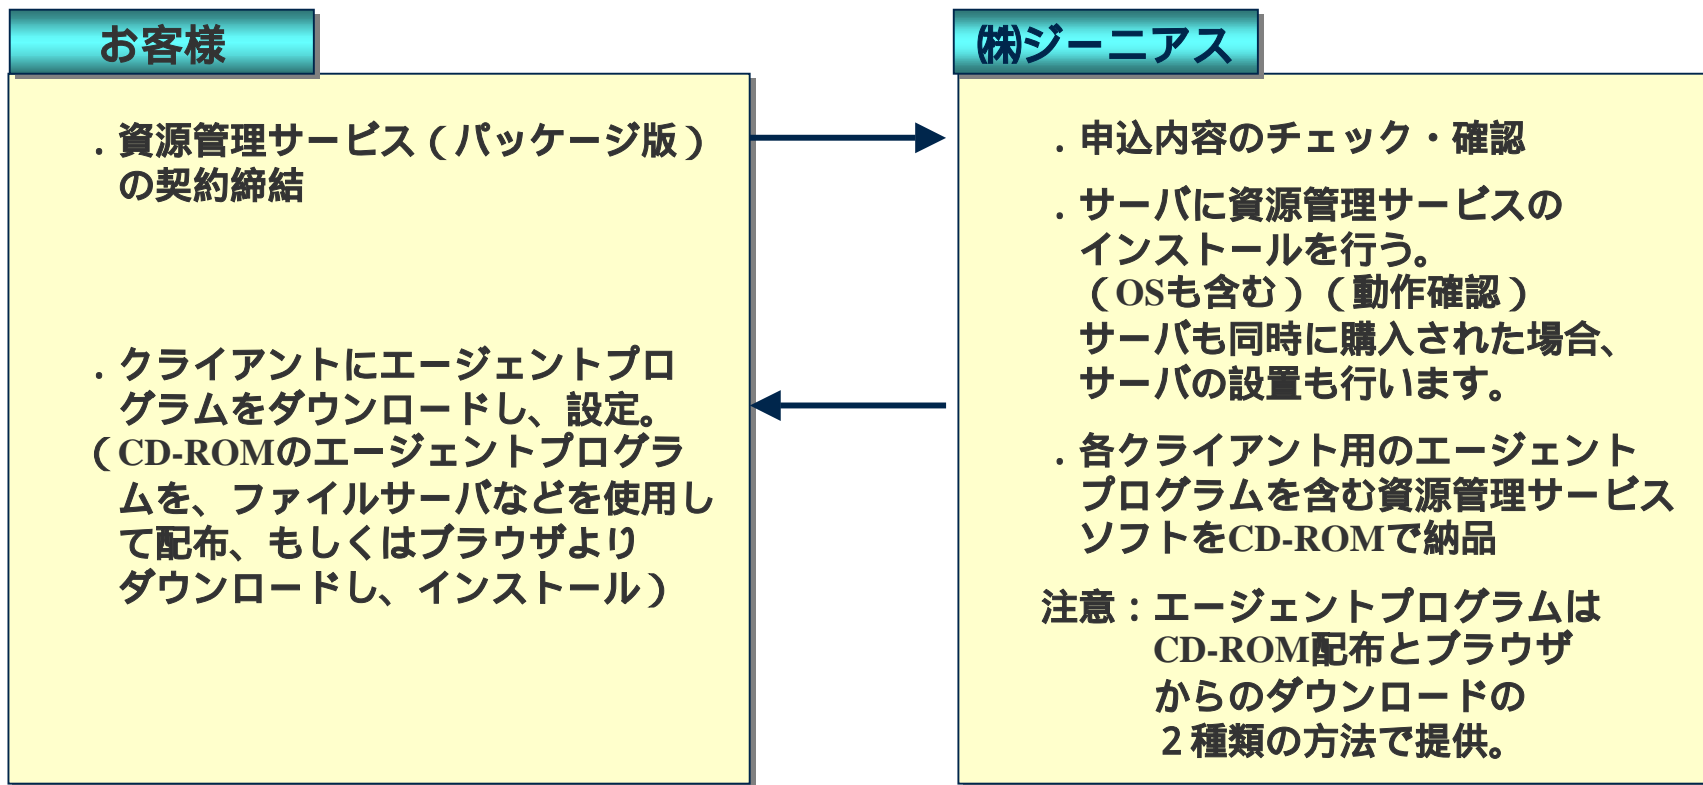 お客様
．資源管理サービス（パッケージ版）
の契約締結
．クライアントにエージェントプロ
グラムをダウンロードし、設定。
（CD-ROMのエージェントプログラ
ムを、ファイルサーバなどを使用し
て配布、もしくはブラウザより
ダウンロードし、インストール）
㈱ジーニアス
．申込内容のチェック・確認
．サーバに資源管理サービスの
インストールを行う。
（OSも含む）（動作確認）
サーバも同時に購入された場合、
サーバの設置も行います。
．各クライアント用のエージェント
プログラムを含む資源管理サービス
ソフトをCD-ROMで納品
注意：エージェントプログラムは
CD-ROM配布とブラウザ
からのダウンロードの
２種類の方法で提供。